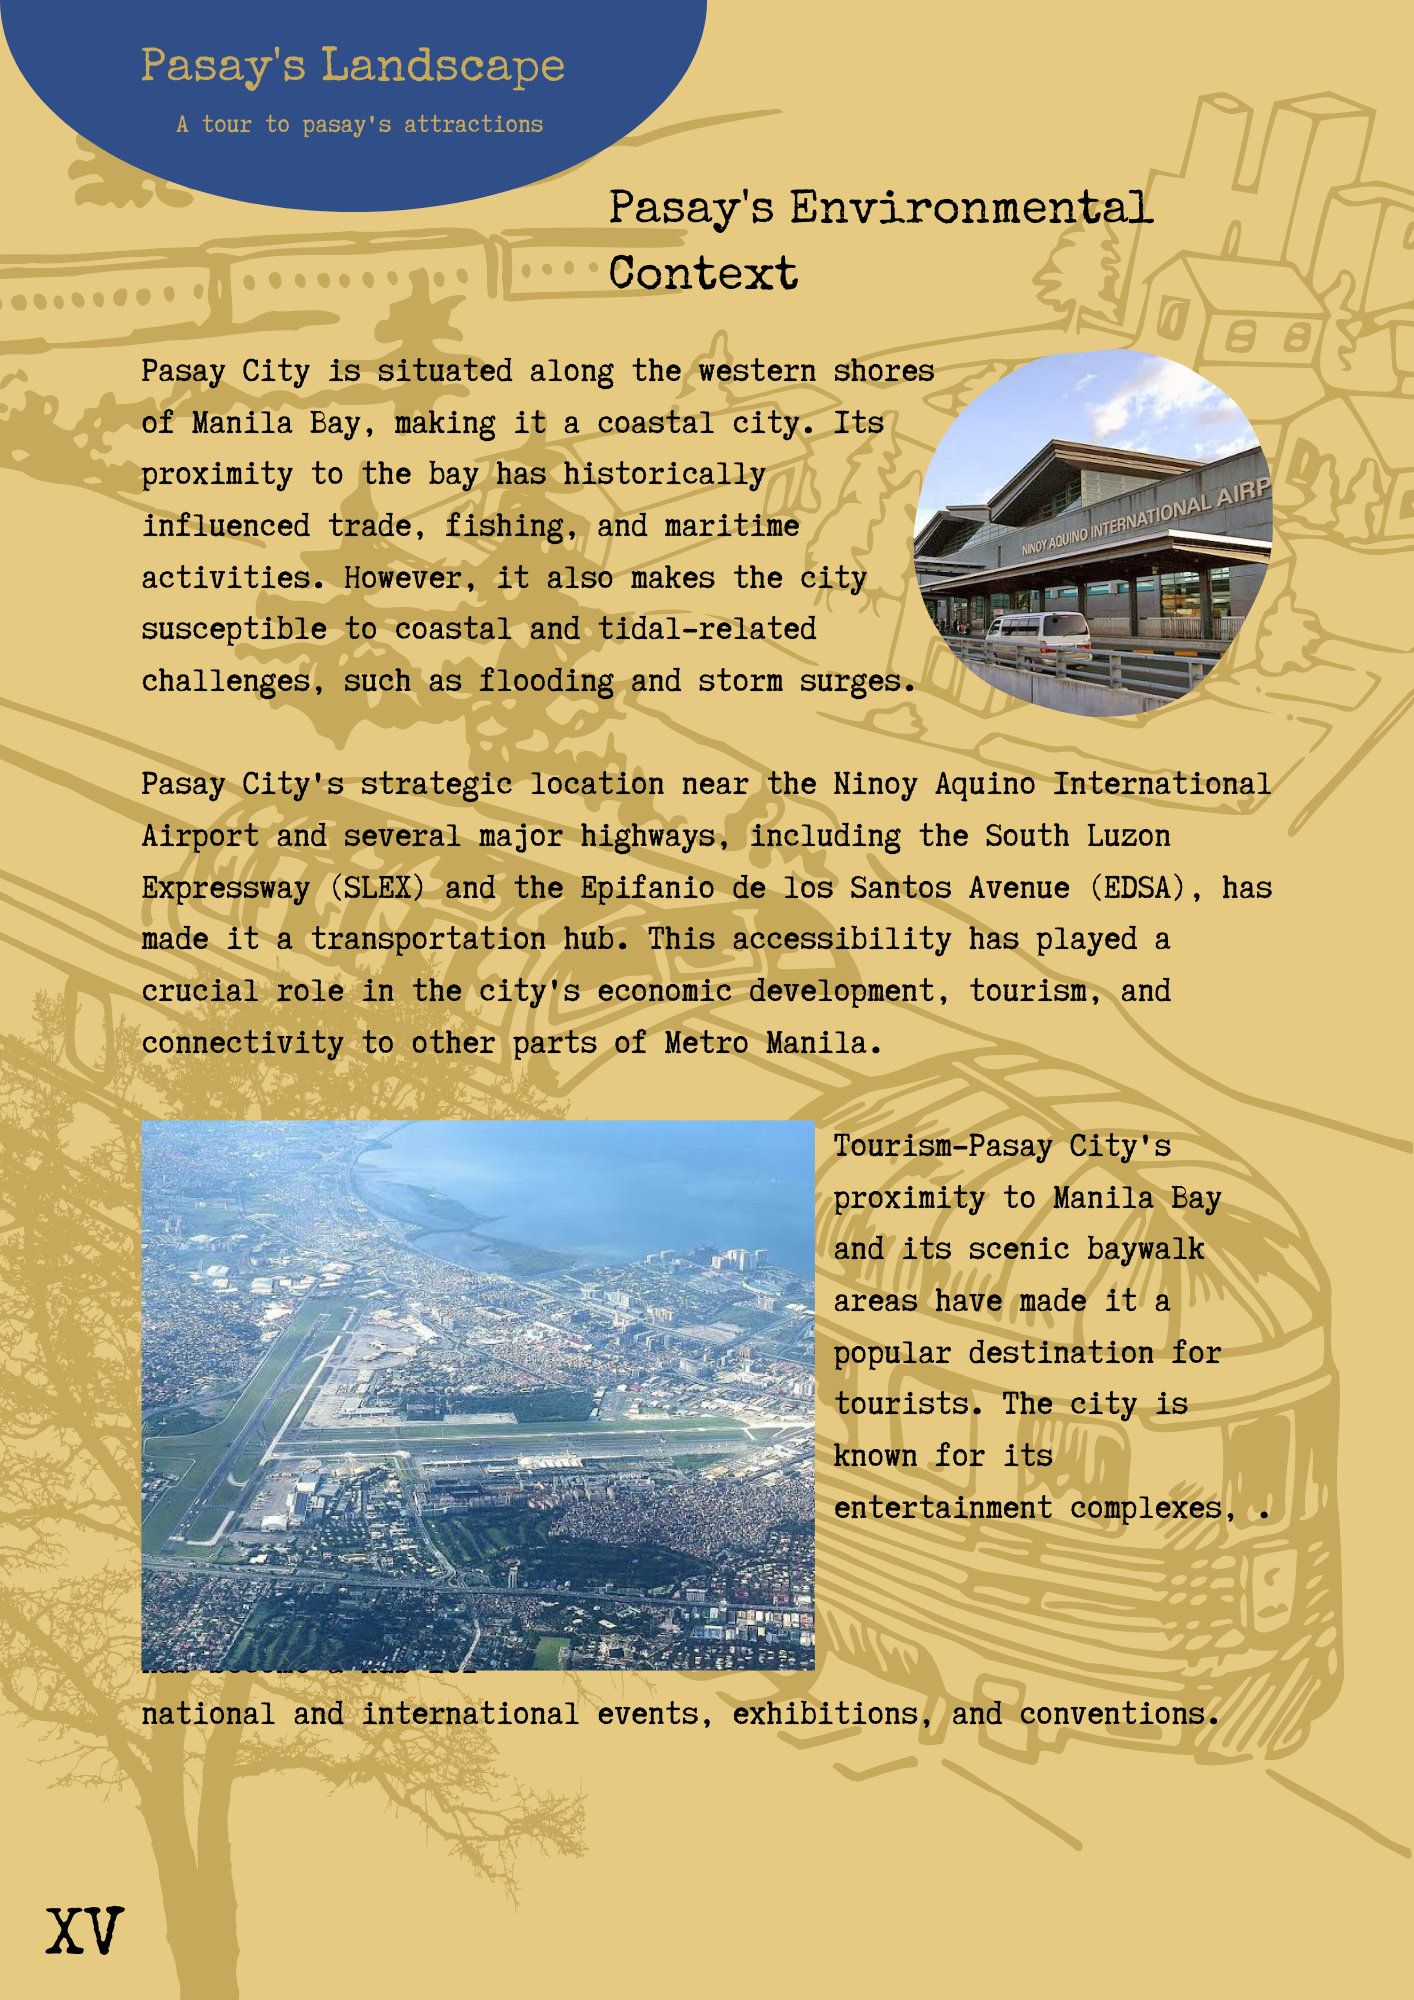 Pasay's Landscape
A tour to pasay's attractions
Pasay's Environmental
Context
Pasay City is situated along the western shores
of Manila Bay, making it a coastal city. Its
proximity to the bay has historically
influenced trade, fishing, and maritime
activities. However, it also makes the city
susceptible to coastal and tidal-related
challenges, such as flooding and storm surges.
NINOY AQUINO INTERNATIONAL AIRP
Pasay City's strategic location near the Ninoy Aquino International
Airport and several major highways, including the South Luzon
Expressway (SLEX) and the Epifanio de los Santos Avenue (EDSA), has
made it a transportation hub. This accessibility has played a
crucial role in the city's economic development, tourism, and
connectivity to other parts of Metro Manila.
Tourism-Pasay City's
proximity to Manila Bay
and its scenic baywalk
areas have made it a
popular destination for
tourists. The city is
known for its
entertainment complexes, .
national and international events, exhibitions, and conventions.
XV